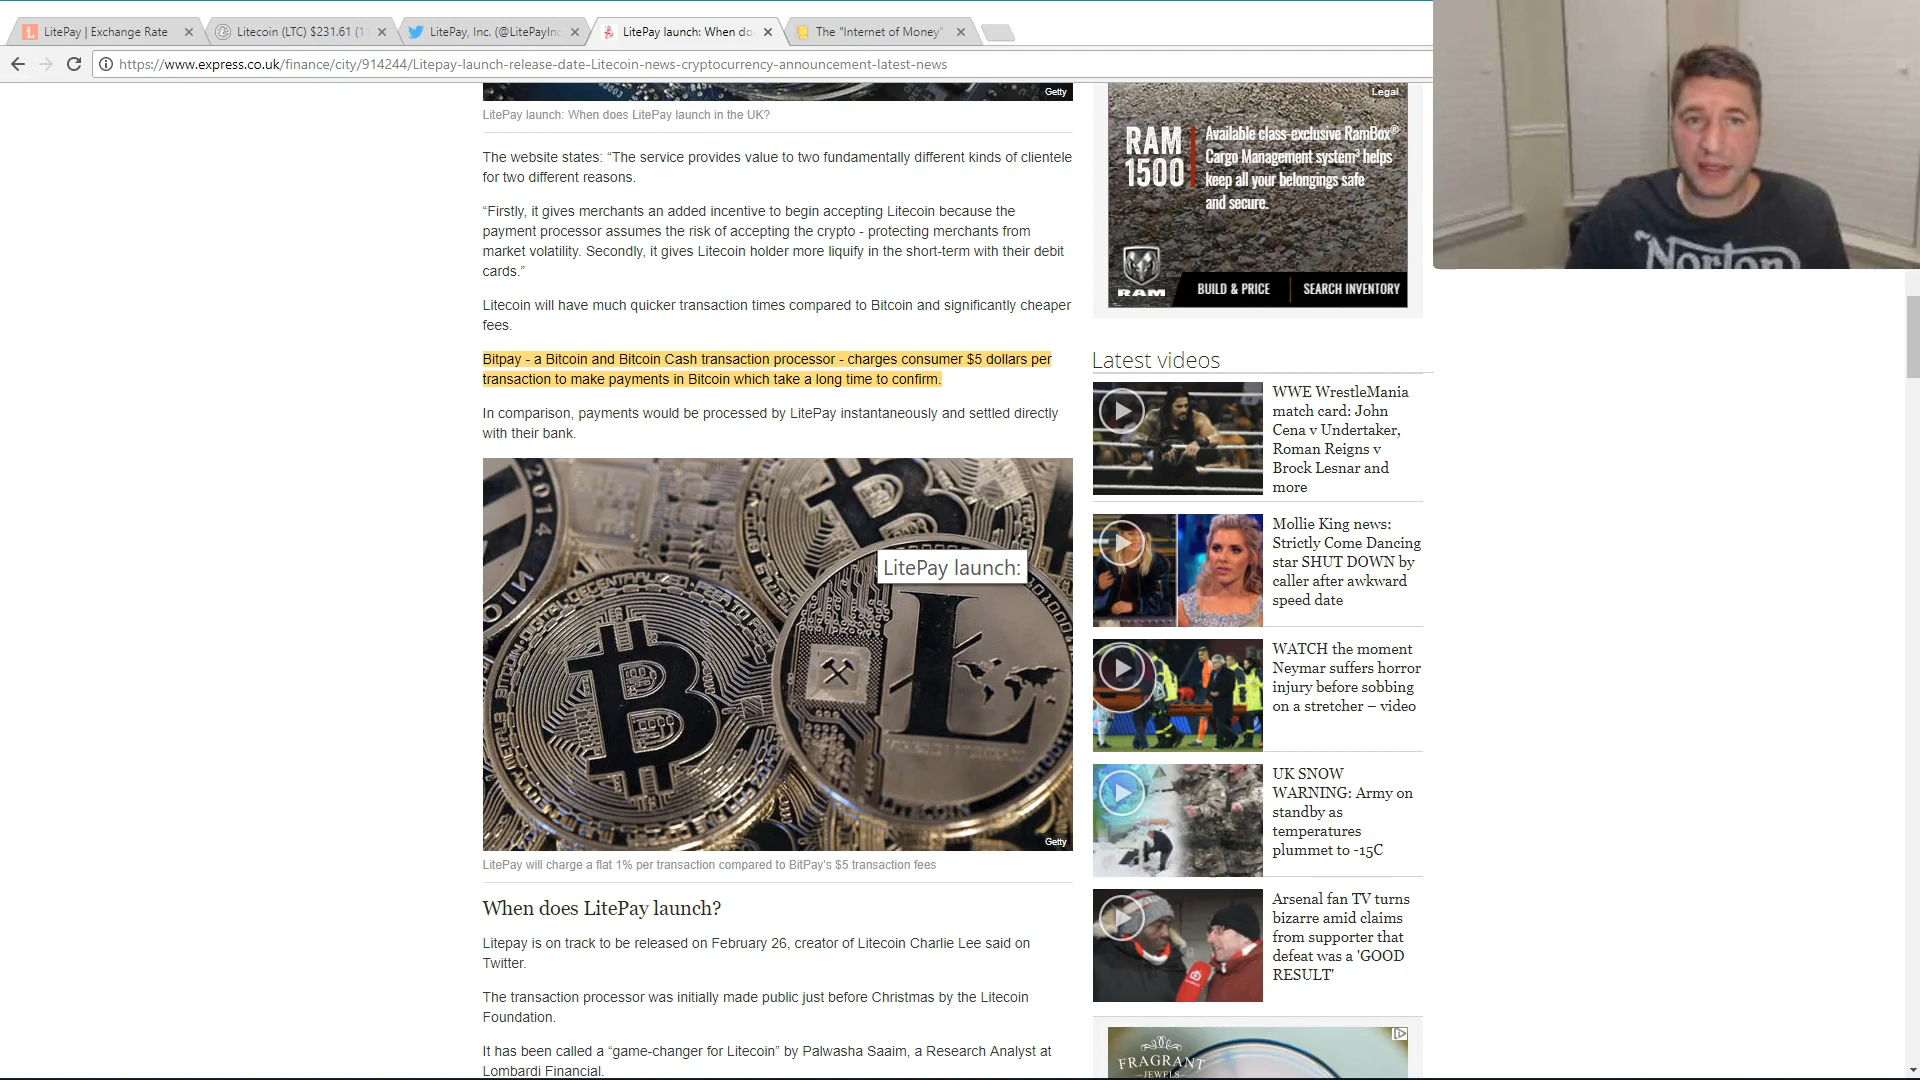 LitePay | Exchange Rate
Litecoin (LTC) $231.61 (1
LitePay, Inc. (@LitePayInc
LitePay launch: When do
The "Internet of Money"
https://www.express.co.uk/finance/city/914244/Litepay-launch-release-date-Litecoin-news-cryptocurrency-announcement-latest-news
Getty
LitePay launch: When does LitePay launch in the UK?
The website states: “The service provides value to two fundamentally different kinds of clientele
for two different reasons.
“Firstly, it gives merchants an added incentive to begin accepting Litecoin because the
payment processor assumes the risk of accepting the crypto - protecting merchants from
market volatility. Secondly, it gives Litecoin holder more liquify in the short-term with their debit
cards.”
Litecoin will have much quicker transaction times compared to Bitcoin and significantly cheaper
fees.
Bitpay - a Bitcoin and Bitcoin Cash transaction processor - charges consumer $5 dollars per
transaction to make payments in Bitcoin which take a long time to confirm.
In comparison, payments would be processed by LitePay instantaneously and settled directly
with their bank.
2014
LitePay launch:
LITECOIN
Getty
LitePay will charge a flat 1% per transaction compared to BitPay's $5 transaction fees
When does LitePay launch?
Litepay is on track to be released on February 26, creator of Litecoin Charlie Lee said on
Twitter.
The transaction processor was initially made public just before Christmas by the Litecoin
Foundation.
It has been called a “game-changer for Litecoin” by Palwasha Saaim, a Research Analyst at
Lombardi Financial.
Legal
RAM
1500
Available class-exclusive RamBox®
Cargo Management system³ helps
keep all your belongings safe
and secure.
RAM
BUILD & PRICE
SEARCH INVENTORY
Latest videos
WWE WrestleMania
match card: John
Cena v Undertaker,
Roman Reigns v
Brock Lesnar and
more
Mollie King news:
Strictly Come Dancing
star SHUT DOWN by
caller after awkward
speed date
WATCH the moment
Neymar suffers horror
injury before sobbing
on a stretcher – video
UK SNOW
WARNING: Army on
standby as
temperatures
plummet to -15C
Arsenal fan TV turns
bizarre amid claims
from supporter that
defeat was a 'GOOD
RESULT'
FRAGRANT
JEWELS
Norton